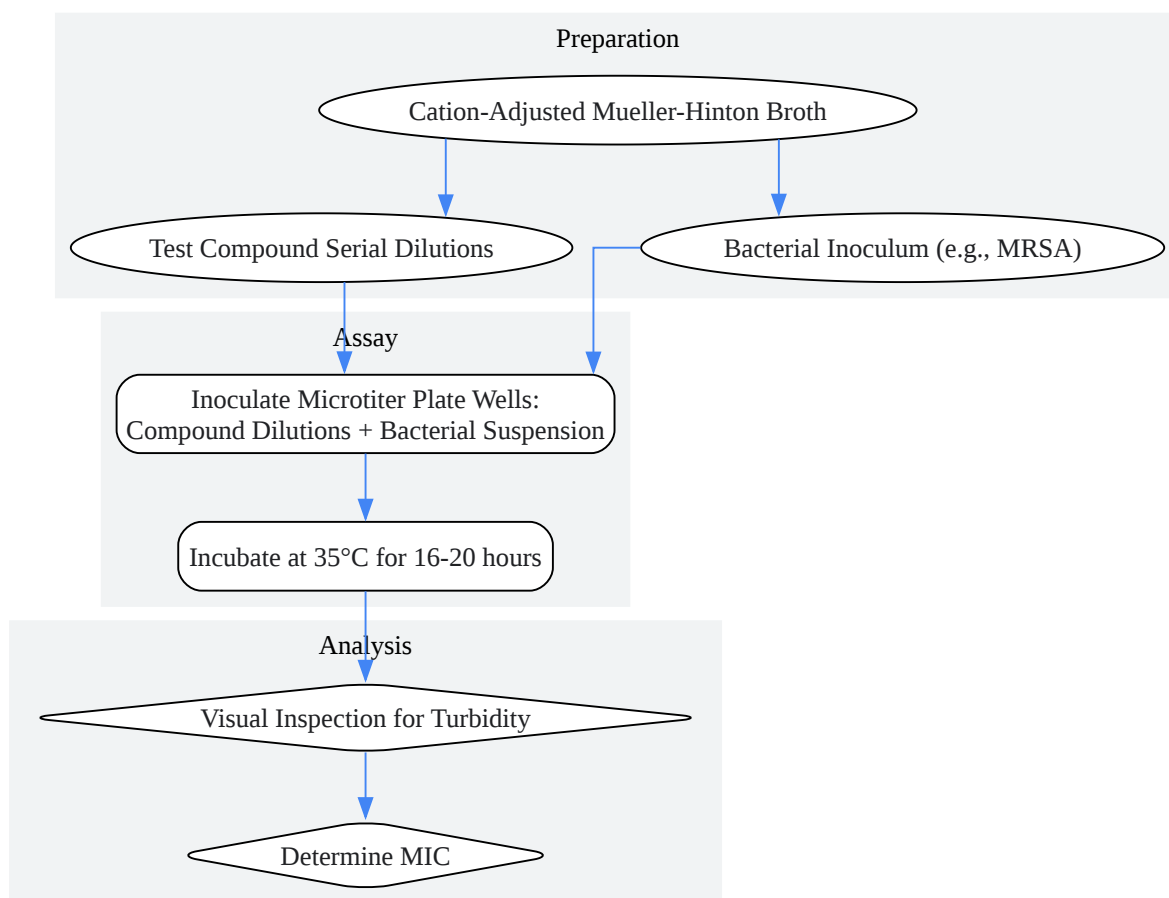 Preparation
Cation-Adjusted Mueller-Hinton Broth
Test Compound Serial Dilutions
Bacterial Inoculum (e.g., MRSA)
Assay
Inoculate Microtiter Plate Wells:
Compound Dilutions + Bacterial Suspension
Incubate at 35°C for 16-20 hours
Analysis
Visual Inspection for Turbidity
Determine MIC